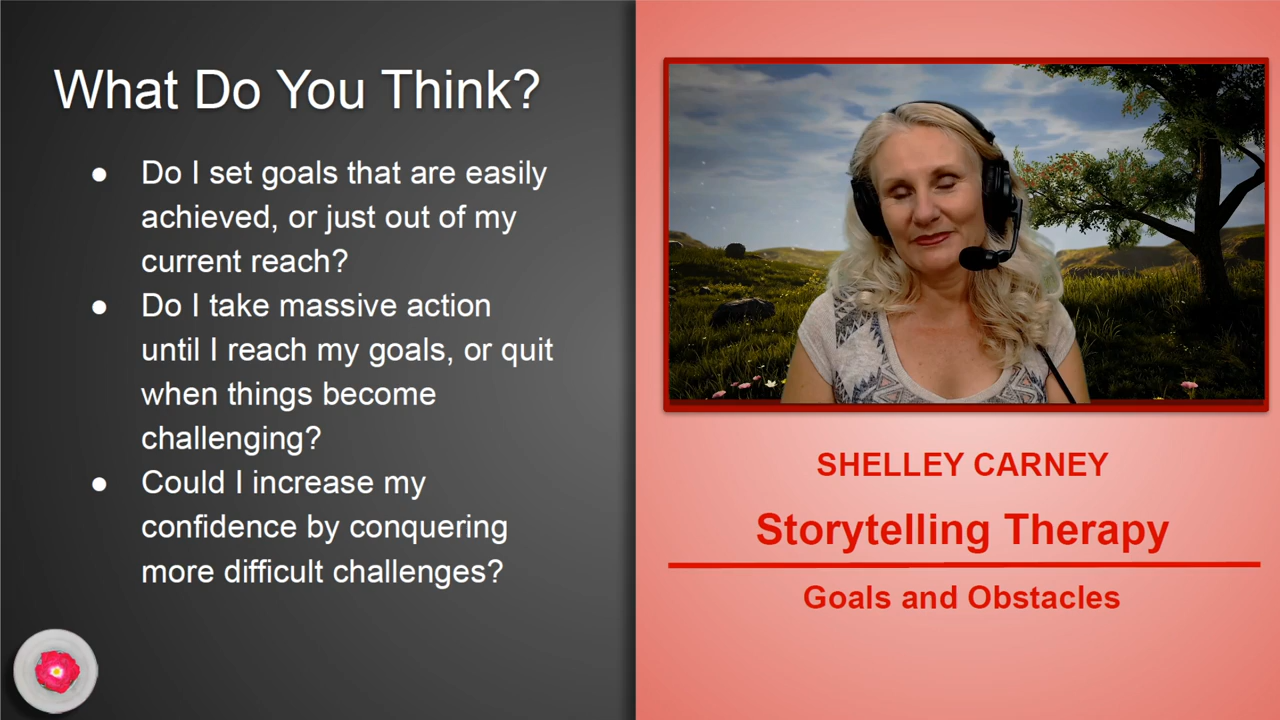 What Do You Think?
● Do I set goals that are easily
achieved, or just out of my
current reach?
● Do I take massive action
until I reach my goals, or quit
when things become
challenging?
● Could I increase my
confidence by conquering
more difficult challenges?
SHELLEY CARNEY
Storytelling Therapy
Goals and Obstacles